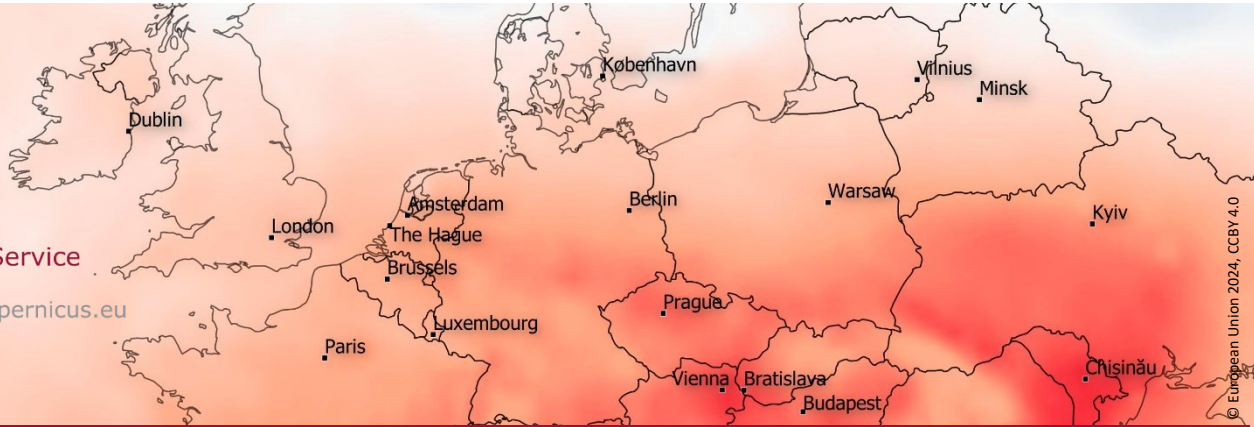 København
Vilnius
Minsk
Dublin
Berlin
Warsaw
Amsterdam
Kyiv
London
The Hague
Service
Brussels
Prague
pernicus.eu
Luxembourg
Paris
Vienna
Bratislava
Chișinău
Budapest
© European Union 2024, CCBY 4.0